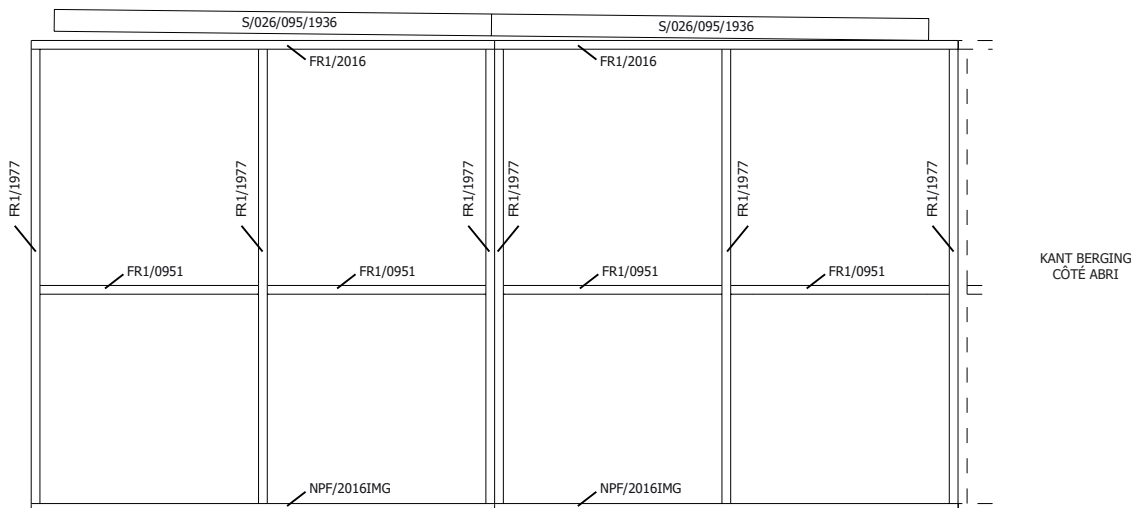 S/026/095/1936
S/026/095/1936
FR1/2016
FR1/2016
FR1/1977
FR1/1977
FR1/1977
FR1/1977
FR1/1977
FR1/1977
KANT BERGING
CÔTÉ ABRI
FR1/0951
FR1/0951
FR1/0951
FR1/0951
NPF/2016IMG
NPF/2016IMG